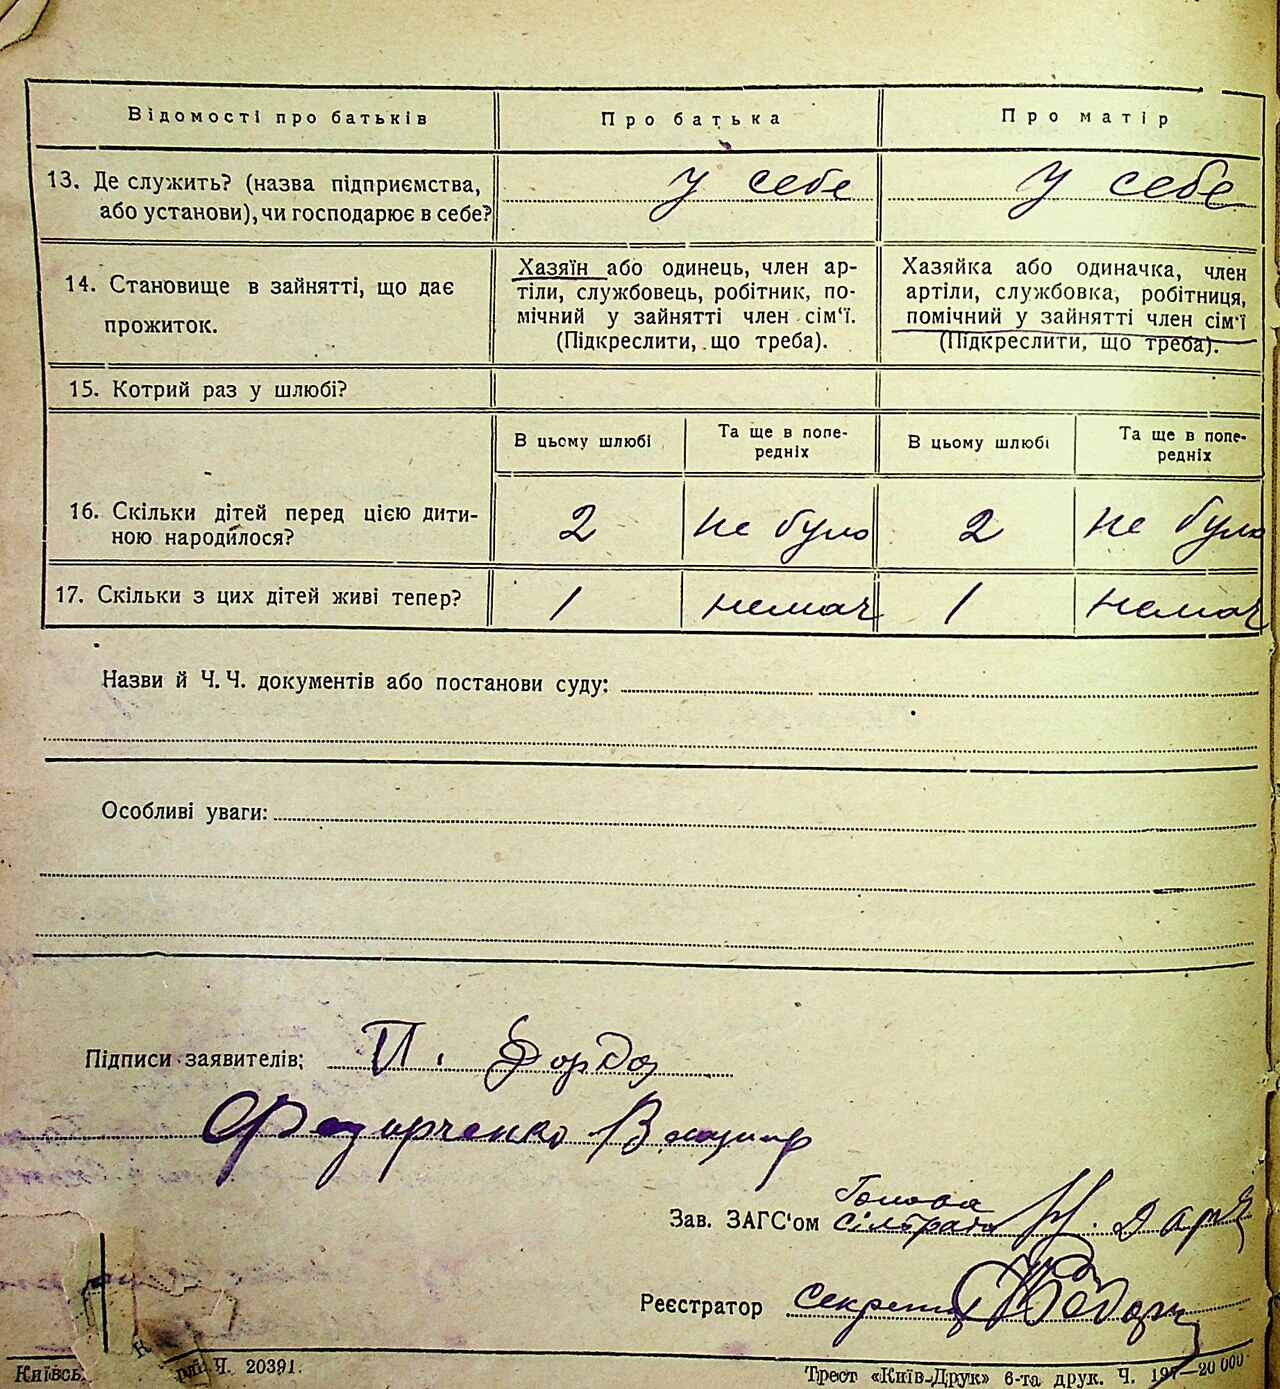 Відомості про батьків Про батька Про матір
13. Де служить? (назва підприємства, або установи), чи господарює в себе? у себе у себе
14. Становище в зайнятті, що дає прожиток.
Хазяїн або одинець, член ар-
тіли, службовець, робітник, по-
мічний у зайнятті член сім'ї.
(Підкреслити, що треба).
Хазяйка або одиначка, член
артіли, службовка, робітниця,
помічний у зайнятті член сім'ї
(Підкреслити, що треба).
15. Котрий раз у шлюбі?
В цьому шлюбі Та ще в попе-
редніх В цьому шлюбі Та ще в попе-
редніх
16. Скільки дітей перед цією дити-
ною народилося? 2 не було 2 не було
17. Скільки з цих дітей живі тепер? 1 немає 1 немає
Назви й Ч. Ч. документів або постанови суду:
Особливі уваги:
Підписи заявителів: П.
Федорченко
Голова
Зав. ЗАГС'ом сільради
Реєстратор секретар
Київськ. Ч. 20391. Трест «Київ-Друк» 6-та друк. Ч. 20 000